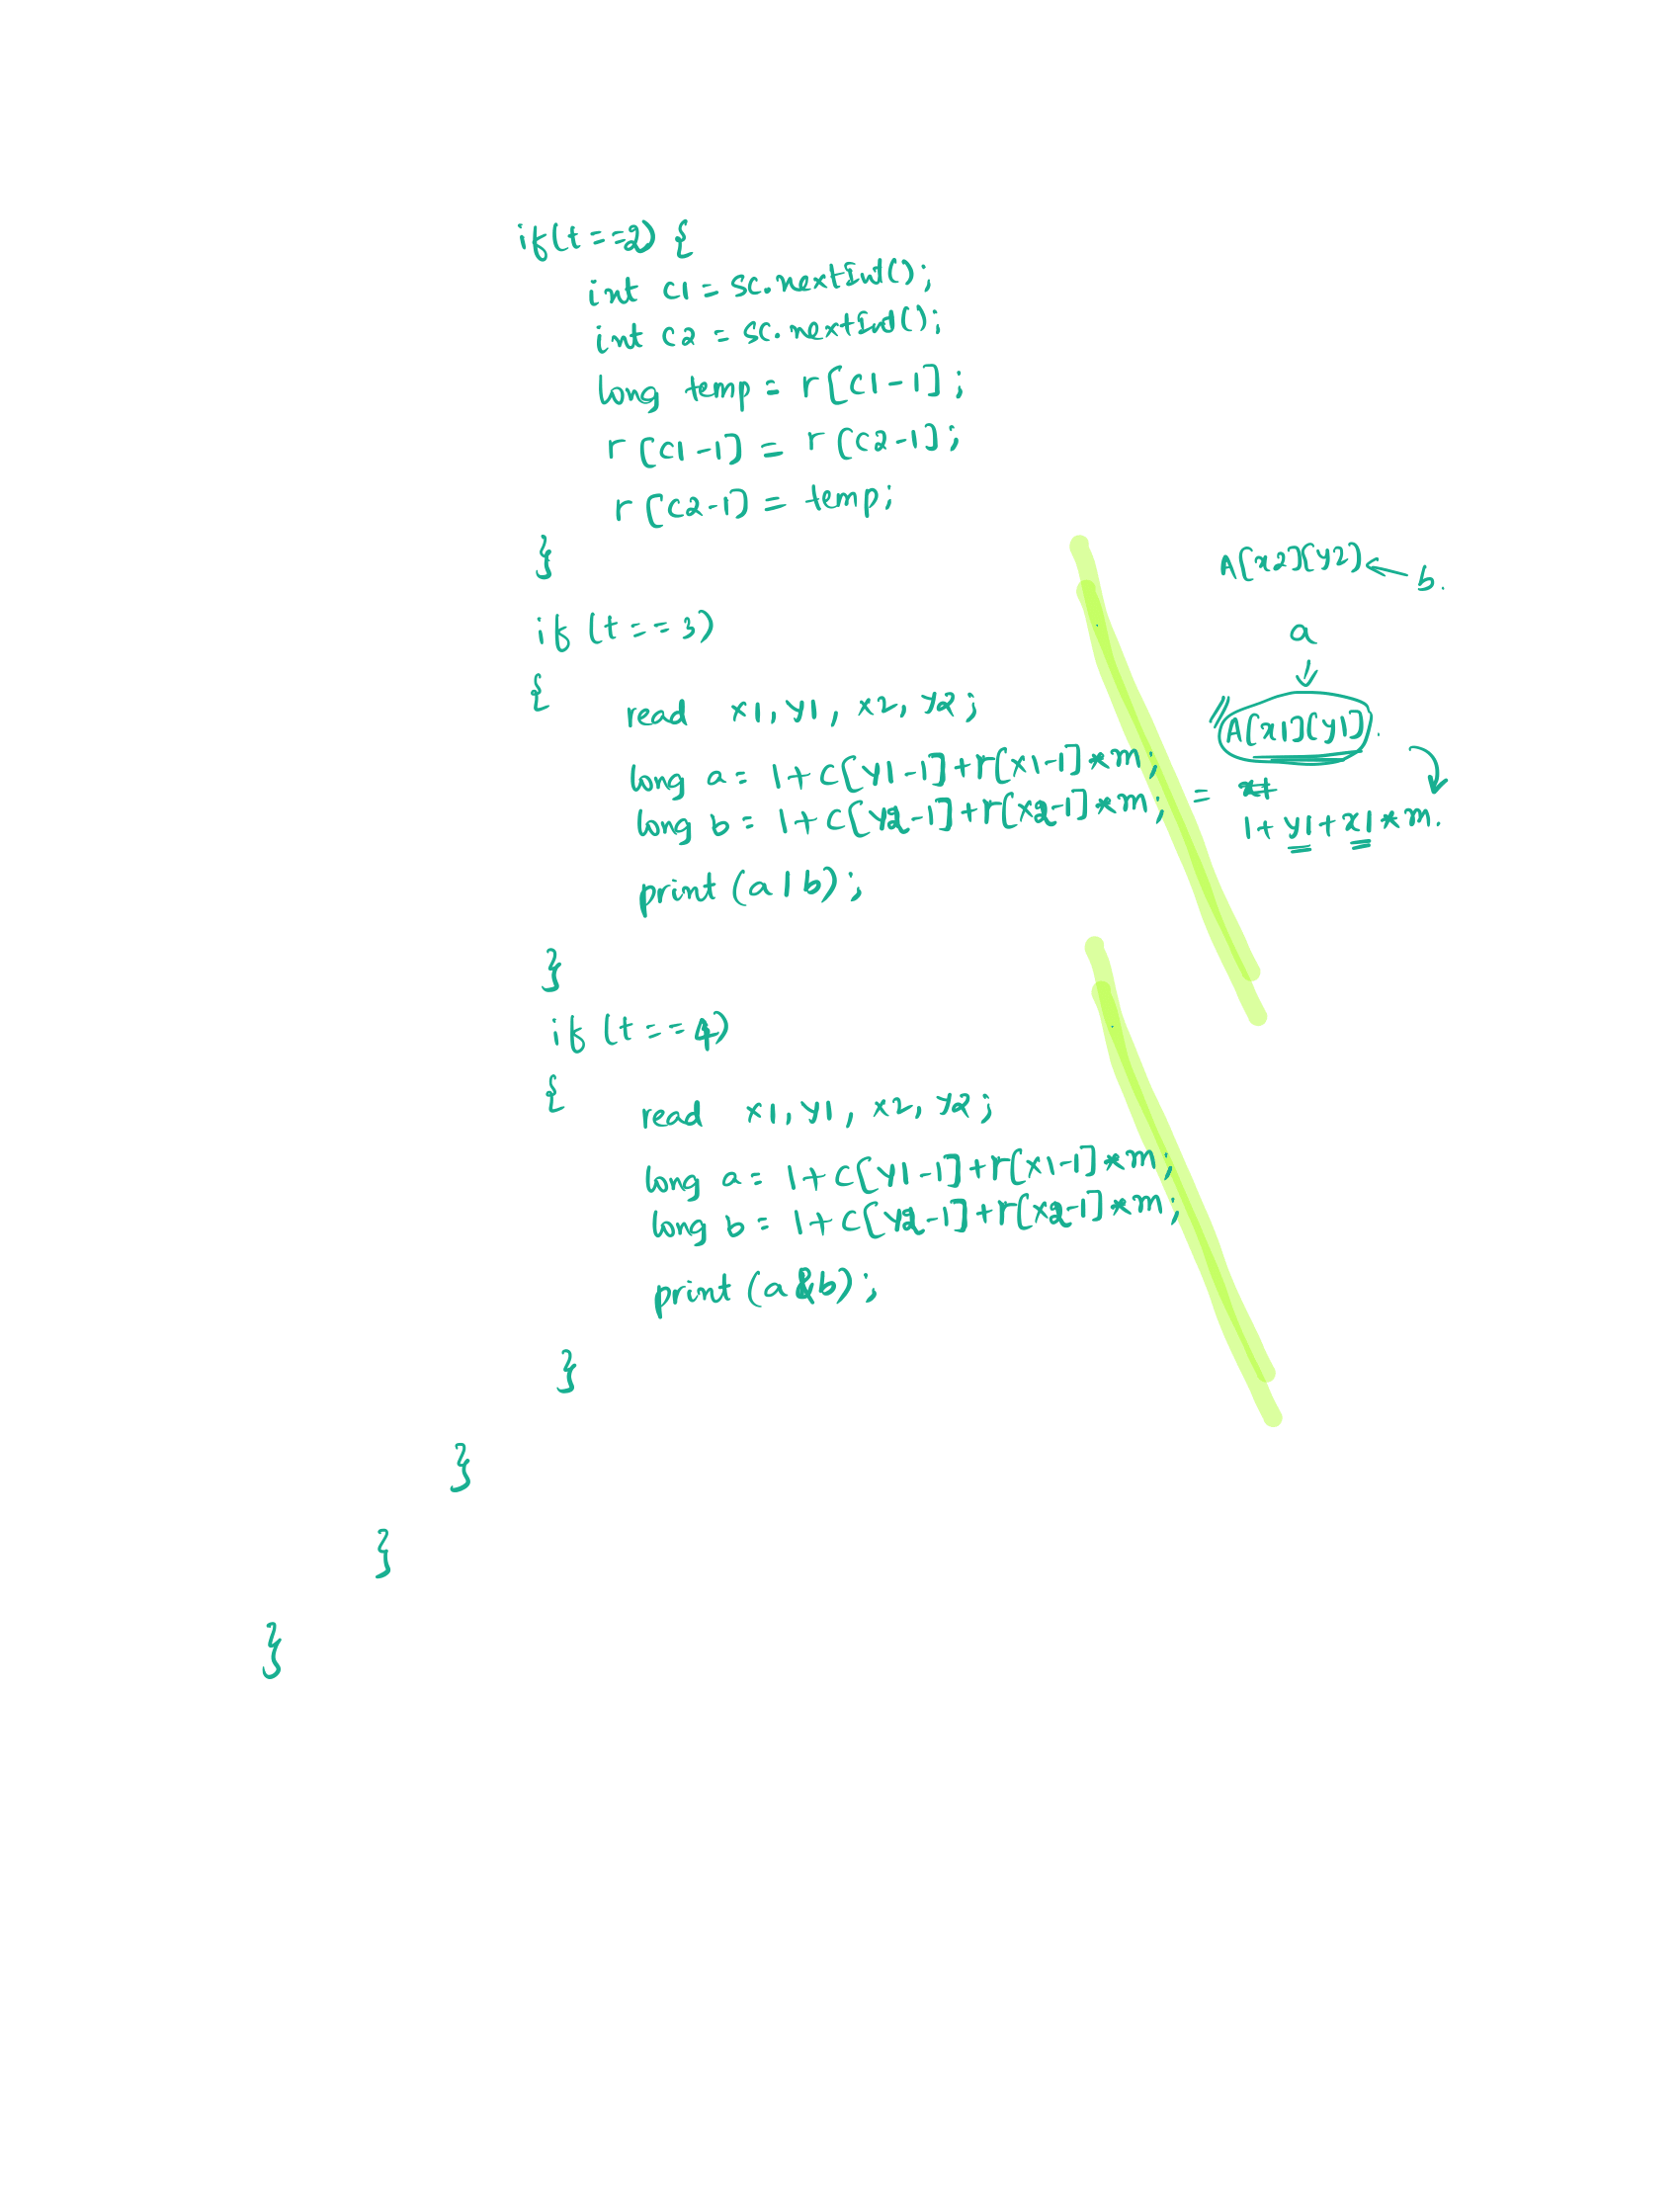 if(t==2) {
int c1 = sc.nextInt();
int c2 = sc.nextInt();
long temp = r[c1-1];
r[c1-1] = r[c2-1];
r[c2-1] = temp;
}
A[x2][y2] ← b.
if (t==3)
a
↓
{
read x1, y1, x2, y2;
A[x1][y1].
long a = 1+c[y1-1]+r[x1-1]*m;
long b = 1+c[y2-1]+r[x2-1]*m;
=
1+y1+x1*m.
print (a|b);
}
if (t==4)
{
read x1, y1, x2, y2;
long a = 1+c[y1-1]+r[x1-1]*m;
long b = 1+c[y2-1]+r[x2-1]*m;
print (a&b);
}
}
}
}